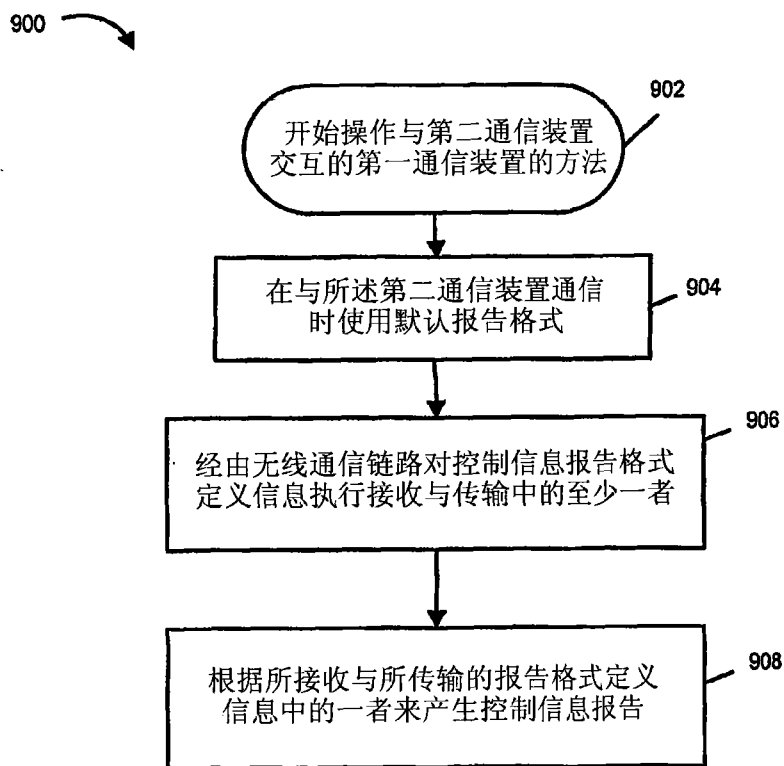 900
902
开始操作与第二通信装置
交互的第一通信装置的方法
904
在与所述第二通信装置通信
时使用默认报告格式
906
经由无线通信链路对控制信息报告格式
定义信息执行接收与传输中的至少一者
908
根据所接收与所传输的报告格式定义
信息中的一者来产生控制信息报告